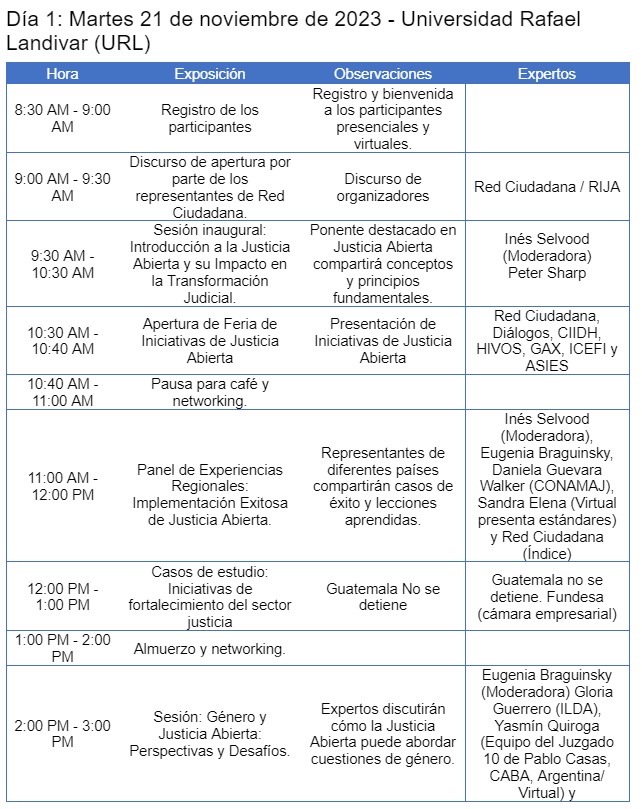 Día 1: Martes 21 de noviembre de 2023 - Universidad Rafael
Landivar (URL)
Hora
Exposición
Observaciones
Expertos
8:30 AM - 9:00
AM
Registro de los
participantes
Registro y bienvenida
a los participantes
presenciales y
virtuales.
9:00 AM - 9:30
AM
Discurso de apertura por
parte de los
representantes de Red
Ciudadana.
Discurso de
organizadores
Red Ciudadana / RIJA
9:30 AM -
10:30 AM
Sesión inaugural:
Introducción a la Justicia
Abierta y su Impacto en
la Transformación
Judicial.
Ponente destacado en
Justicia Abierta
compartirá conceptos
y principios
fundamentales.
Inés Selvood
(Moderadora)
Peter Sharp
10:30 AM -
10:40 AM
Apertura de Feria de
Iniciativas de Justicia
Abierta
Presentación de
Iniciativas de Justicia
Abierta
Red Ciudadana,
Diálogos, CIIDH,
HIVOS, GAX, ICEFI y
ASIES
10:40 AM -
11:00 AM
Pausa para café y
networking.
11:00 AM -
12:00 PM
Panel de Experiencias
Regionales:
Implementación Exitosa
de Justicia Abierta.
Representantes de
diferentes países
compartirán casos de
éxito y lecciones
aprendidas.
Inés Selvood
(Moderadora),
Eugenia Braguinsky,
Daniela Guevara
Walker (CONAMAJ),
Sandra Elena (Virtual
presenta estándares)
y Red Ciudadana
(Índice)
12:00 PM -
1:00 PM
Casos de estudio:
Iniciativas de
fortalecimiento del sector
justicia
Guatemala No se
detiene
Guatemala no se
detiene. Fundesa
(cámara empresarial)
1:00 PM - 2:00
PM
Almuerzo y networking.
2:00 PM - 3:00
PM
Sesión: Género y
Justicia Abierta:
Perspectivas y Desafíos.
Expertos discutirán
cómo la Justicia
Abierta puede abordar
cuestiones de género.
Eugenia Braguinsky
(Moderadora) Gloria
Guerrero (ILDA),
Yasmín Quiroga
(Equipo del Juzgado
10 de Pablo Casas,
CABA, Argentina/
Virtual) y